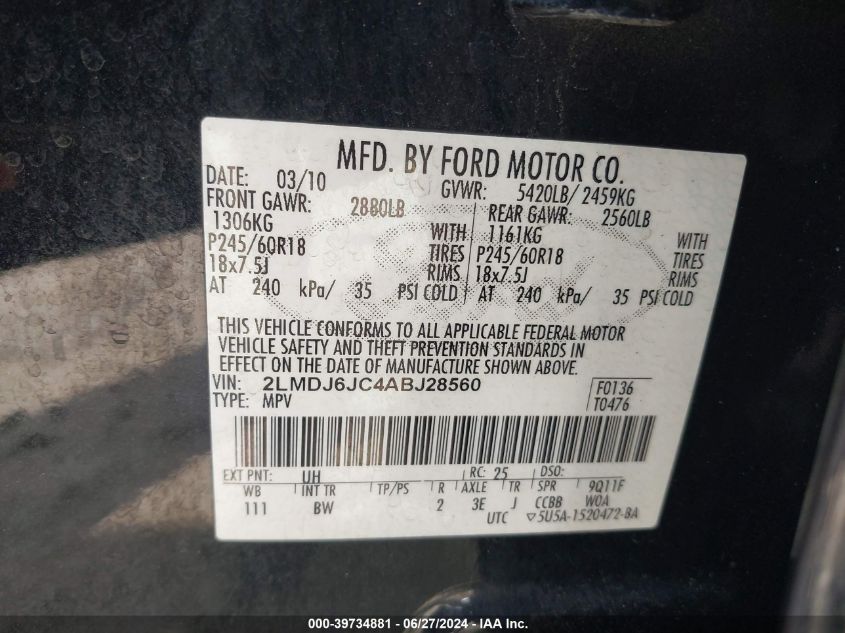 MFD. BY FORD MOTOR CO.
DATE: 03/10 GVWR: 5420LB/ 2459KG
FRONT GAWR: 2880LB REAR GAWR: 2560LB
1306KG WITH 1161KG WITH
P245/60R18 TIRES P245/60R18 TIRES
18x7.5J RIMS 18x7.5J RIMS
AT 240 kPa/ 35 PSI COLD AT 240 kPa/ 35 PSI COLD
THIS VEHICLE CONFORMS TO ALL APPLICABLE FEDERAL MOTOR
VEHICLE SAFETY AND THEFT PREVENTION STANDARDS IN
EFFECT ON THE DATE OF MANUFACTURE SHOWN ABOVE.
VIN: 2LMDJ6JC4ABJ28560 F0136
TYPE: MPV T0476
EXT PNT: UH RC: 25 DSO:
WB INT TR TP/PS R AXLE TR SPR 9Q11F
111 BW 2 3E J CCBB WOA
UTC ▽5U5A-1520472-BA
000-39734881 - 06/27/2024 - IAA Inc.